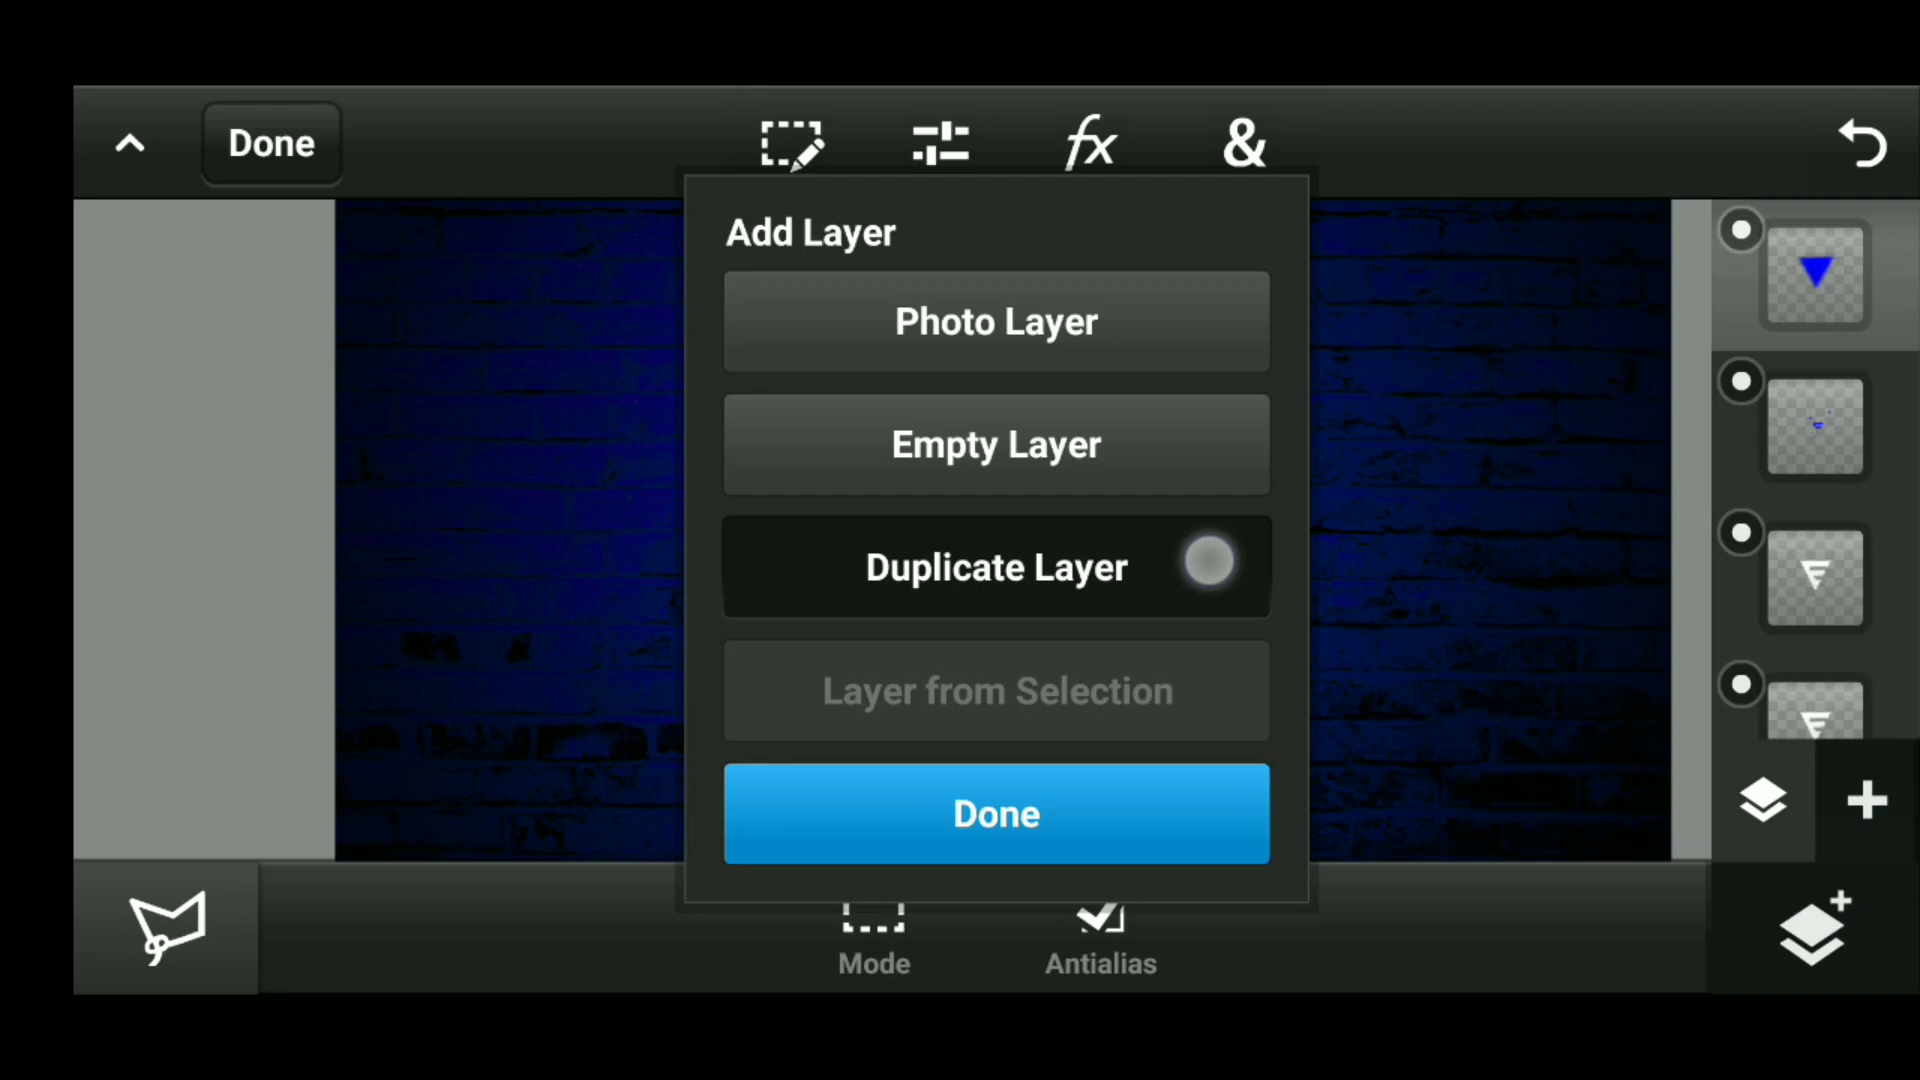 Done
fx
&
Add Layer
Photo Layer
Empty Layer
Duplicate Layer
Layer from Selection
Done
Mode
Antialias